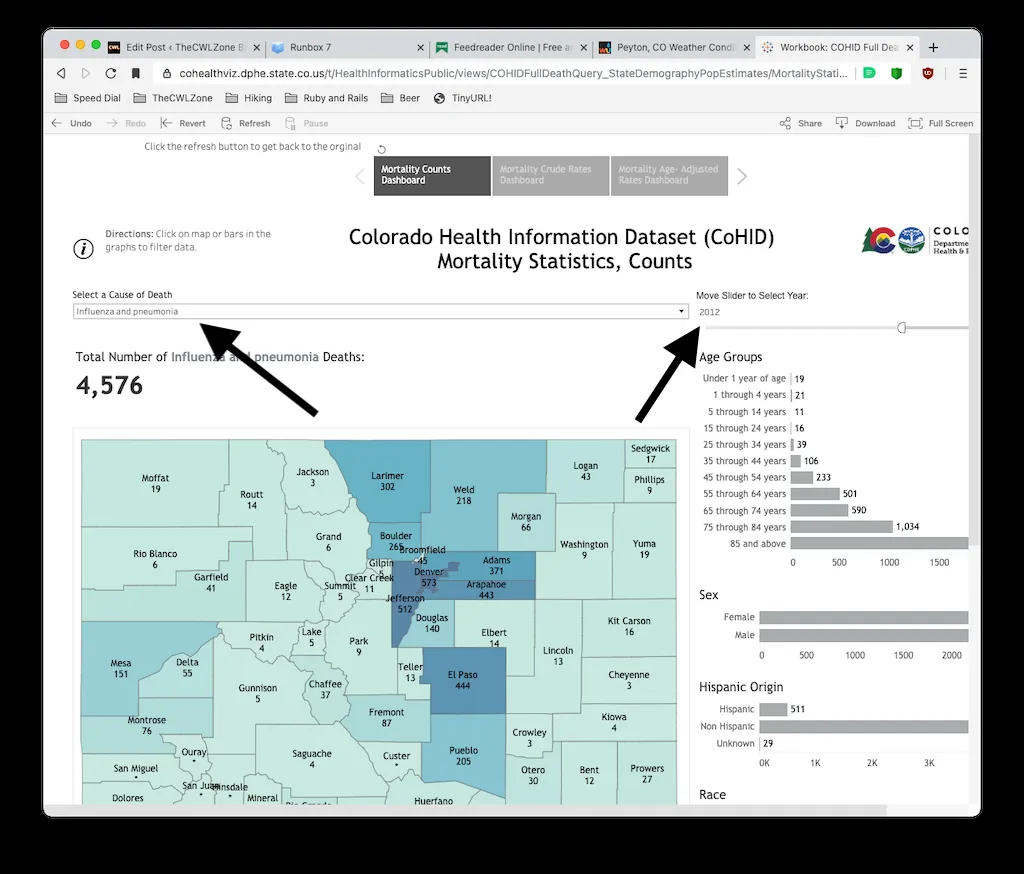 Edit Post ‹ TheCWLZone B
Runbox 7
Feedreader Online | Free a
Peyton, CO Weather Condi
Workbook: COHID Full Dea
cohealthviz.dphe.state.co.us/t/HealthInformaticsPublic/views/COHIDFullDeathQuery_StateDemographyPopEstimates/MortalityStati...
Speed Dial
TheCWLZone
Hiking
Ruby and Rails
Beer
TinyURL!
Undo
Redo
Revert
Refresh
Pause
Share
Download
Full Screen
Click the refresh button to get back to the orginal
Mortality Counts
Dashboard
Mortality Crude Rates
Dashboard
Mortality Age- Adjusted
Rates Dashboard
Directions: Click on map or bars in the
graphs to filter data.
Colorado Health Information Dataset (CoHID)
Mortality Statistics, Counts
COLO
Departme
Health & E
Select a Cause of Death
Influenza and pneumonia
Move Slider to Select Year:
2012
Total Number of Influenza and pneumonia Deaths:
4,576
Moffat
19
Routt
14
Jackson
3
Larimer
302
Weld
218
Logan
43
Sedgwick
17
Phillips
9
Morgan
66
Grand
6
Boulder
265
Broomfield
45
Washington
9
Yuma
19
Rio Blanco
6
Garfield
41
Eagle
12
Summit
5
Gilpin
5
Clear Creek
11
Denver
573
Adams
371
Arapahoe
443
Jefferson
512
Douglas
140
Elbert
14
Kit Carson
16
Pitkin
4
Lake
5
Park
9
Mesa
151
Delta
55
Gunnison
5
Chaffee
37
Teller
13
El Paso
444
Lincoln
13
Cheyenne
3
Montrose
76
Fremont
87
Kiowa
4
Crowley
3
Ouray
*
Saguache
4
Custer
*
Pueblo
205
San Miguel
*
San Juan
*
Hinsdale
*
Otero
30
Bent
12
Prowers
27
Dolores
Mineral
Rio Grande
Huerfano
Age Groups
Under 1 year of age 19
1 through 4 years 21
5 through 14 years 11
15 through 24 years 16
25 through 34 years 39
35 through 44 years 106
45 through 54 years 233
55 through 64 years 501
65 through 74 years 590
75 through 84 years 1,034
85 and above
0 500 1000 1500
Sex
Female
Male
0 500 1000 1500 2000
Hispanic Origin
Hispanic 511
Non Hispanic
Unknown 29
0K 1K 2K 3K
Race